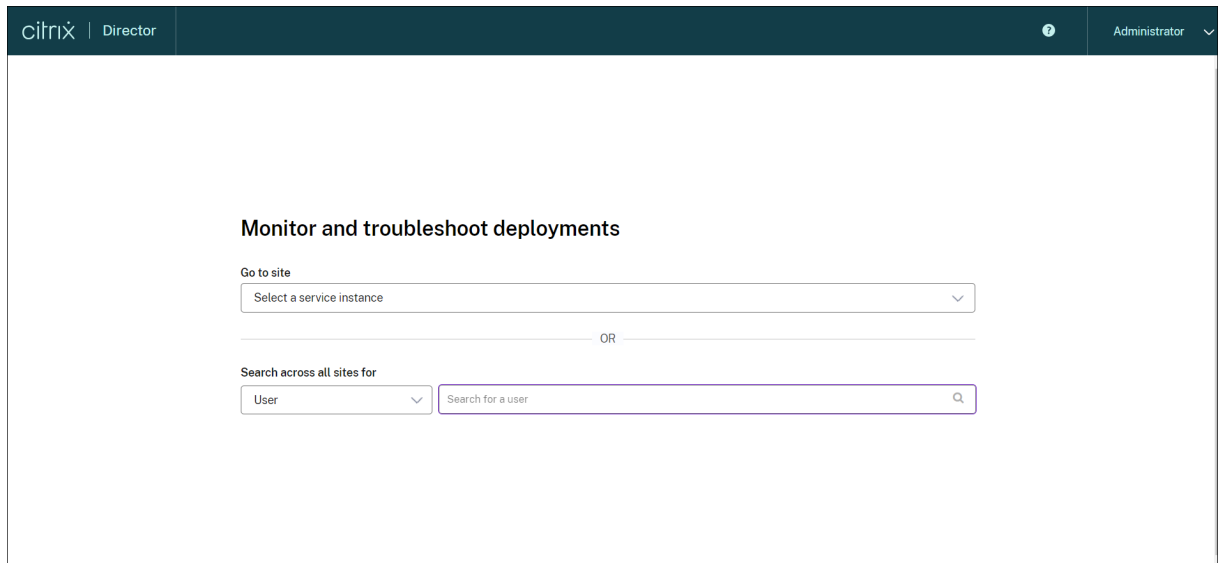 citrix | Director
? Administrator
Monitor and troubleshoot deployments
Go to site
Select a service instance
OR
Search across all sites for
User
Search for a user